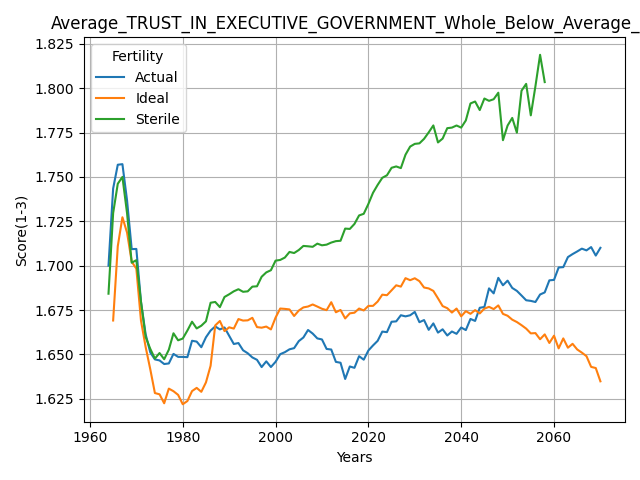 Average_TRUST_IN_EXECUTIVE_GOVERNMENT_Whole_Below_Average_
Fertility
Actual
Ideal
Sterile
Score(1-3)
1.825
1.800
1.775
1.750
1.725
1.700
1.675
1.650
1.625
1960
1980
2000
2020
2040
2060
Years